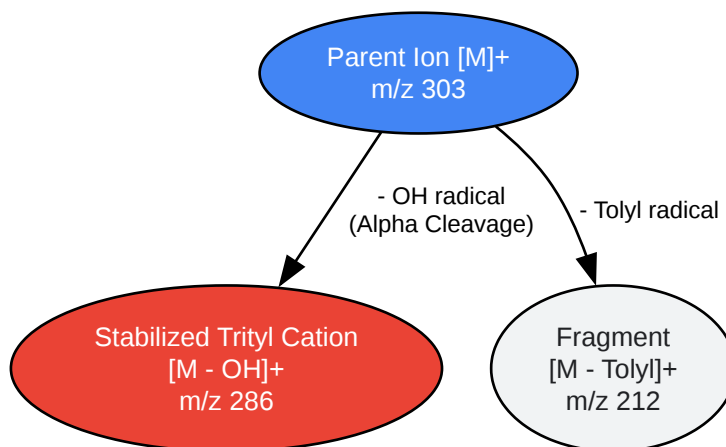 Parent Ion [M]+
m/z 303
- OH radical
(Alpha Cleavage)
- Tolyl radical
Stabilized Trityl Cation
[M - OH]+
m/z 286
Fragment
[M - Tolyl]+
m/z 212